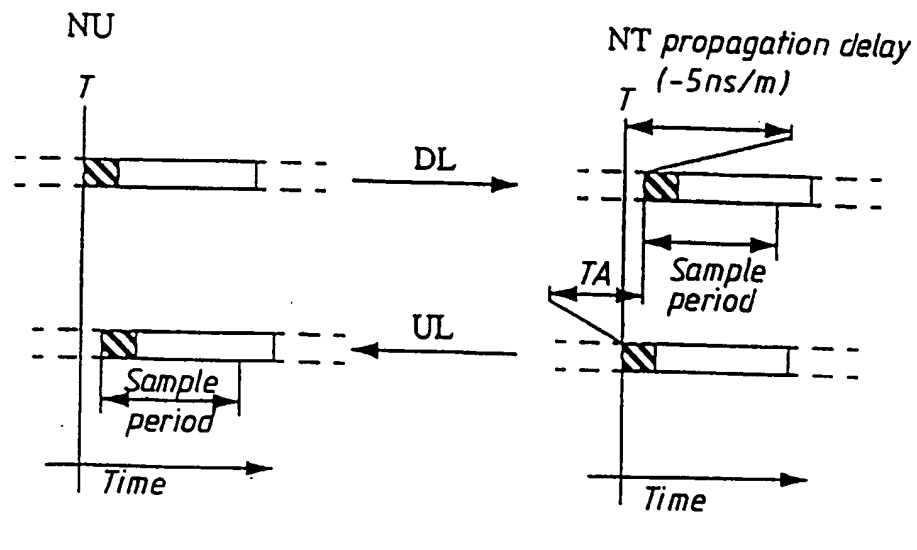 NU
NT propagation delay
(-5ns/m)
T
T
DL
TA
Sample
period
UL
Sample
period
Time
Time